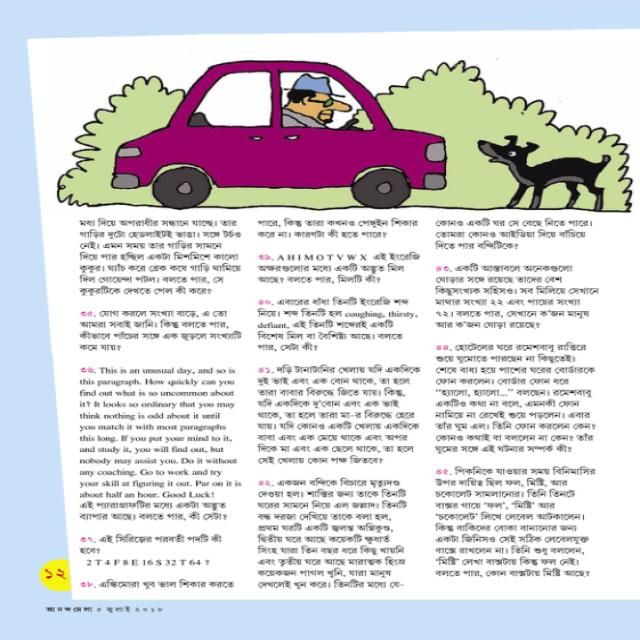 মধ্য দিয়ে অপরাধীর সন্ধানে যাচ্ছে। তার
গাড়ির দুটো হেডলাইটই ভাঙা। সঙ্গে টর্চও
নেই। এমন সময় তার গাড়ির সামনে
দিয়ে পার হচ্ছিল একটা মিশমিশে কালো
কুকুর। ঘ্যাঁচ করে ব্রেক কষে গাড়ি থামিয়ে
দিল গোয়েন্দা পটল। বলতে পার, সে
কুকুরটিকে দেখতে পেল কী করে?
৩৫. যোগ করলে সংখ্যা বাড়ে, এ তো
আমরা সবাই জানি। কিন্তু বলতে পার,
কীভাবে পাঁচের সঙ্গে এক জুড়লে সংখ্যাটি
কমে যায়?
৩৬. This is an unusual day, and so is
this paragraph. How quickly can you
find out what is so uncommon about
it? It looks so ordinary that you may
think nothing is odd about it until
you match it with most paragraphs
this long. If you put your mind to it,
and study it, you will find out, but
nobody may assist you. Do it without
any coaching. Go to work and try
your skill at figuring it out. Par on it is
about half an hour. Good Luck!
এই প্যারাগ্রাফটির মধ্যে একটা অদ্ভুত
ব্যাপার আছে। বলতে পার, কী সেটা?
৩৭. এই সিরিজ়ের পরবর্তী পদটি কী
হবে?
2 T 4 F 8 E 16 S 32 T 64 ?
৩৮. এস্কিমোরা খুব ভাল শিকার করতে
পারে, কিন্তু তারা কখনও পেঙ্গুইন শিকার
করে না। কারণটা কী হতে পারে?
৩৯. A H I M O T V W X এই ইংরেজি
অক্ষরগুলোর মধ্যে একটি অদ্ভুত মিল
আছে? বলতে পার, মিলটি কী?
৪০. এবারের ধাঁধা তিনটি ইংরেজি শব্দ
নিয়ে। শব্দ তিনটি হল coughing, thirsty,
defiant, এই তিনটি শব্দেরই একটি
বিশেষ মিল বা বৈশিষ্ট্য আছে। বলতে
পার, সেটা কী?
৪১. দড়ি টানাটানির খেলায় যদি একদিকে
দুই ভাই এবং এক বোন থাকে, তা হলে
তারা বাবার বিরুদ্ধে জিতে যায়। কিন্তু,
যদি একদিকে দু'বোন এবং এক ভাই
থাকে, তা হলে তারা মা-র বিরুদ্ধে হেরে
যায়। যদি কোনও একটি খেলায় একদিকে
বাবা এবং এক মেয়ে থাকে এবং অপর
দিকে মা এবং এক ছেলে থাকে, তা হলে
সেই খেলায় কোন পক্ষ জিতবে?
৪২. একজন বন্দিকে বিচারে মৃত্যুদণ্ড
দেওয়া হল। শাস্তির জন্য তাকে তিনটি
ঘরের সামনে নিয়ে এল জল্লাদ। তিনটি
বন্ধ দরজা দেখিয়ে তাকে বলা হল,
প্রথম ঘরটি একটি জ্বলন্ত অগ্নিকুণ্ড,
দ্বিতীয় ঘরে আছে কয়েকটি ক্ষুধার্ত
সিংহ যারা তিন বছর ধরে কিছু খায়নি
এবং তৃতীয় ঘরে আছে মারাত্মক হিংস্র
কয়েকজন পাগল খুনি, যারা মানুষ
দেখলেই খুন করে। তিনটির মধ্যে যে-
কোনও একটি ঘর সে বেছে নিতে পারে।
তোমরা কোনও আইডিয়া দিয়ে বাঁচিয়ে
দিতে পার বন্দিটিকে?
৪৩. একটি আস্তাবলে অনেকগুলো
ঘোড়ার সঙ্গে রয়েছে তাদের বেশ
কিছুসংখ্যক সহিসও। সব মিলিয়ে সেখানে
মাথার সংখ্যা ২২ এবং পায়ের সংখ্যা
৭২। বলতে পার, সেখানে ক'জন মানুষ
আর ক'জন ঘোড়া রয়েছে?
৪৪. হোটেলের ঘরে রমেশবাবু রাত্তিরে
শুয়ে ঘুমোতে পারছেন না কিছুতেই।
শেষে বাধ্য হয়ে পাশের ঘরের বোর্ডারকে
ফোন করলেন। বোর্ডার ফোন ধরে
"হ্যালো, হ্যালো..." বলছেন। রমেশবাবু
একটিও কথা না বলে, এমনকী ফোন
নামিয়ে না রেখেই শুয়ে পড়লেন। এবার
তাঁর ঘুম এল। তিনি ফোন করলেন কেন?
কোনও কথাই বা বললেন না কেন? তাঁর
ঘুমের সঙ্গে এই ঘটনার সম্পর্ক কী?
৪৫. পিকনিকে যাওয়ার সময় বিনিমাসির
উপর দায়িত্ব ছিল ফল, মিষ্টি, আর
চকোলেট সামলানোর। তিনি তিনটে
বাক্সের গায়ে 'ফল', 'মিষ্টি' আর
'চকোলেট' লিখে লেবেল আটকালেন।
কিন্তু বাকিদের বোকা বানানোর জন্য
একটা জিনিসও সেই সঠিক লেবেলযুক্ত
বাক্সে রাখলেন না। তিনি শুধু বললেন,
'মিষ্টি' লেখা বাক্সটায় কিন্তু ফল নেই।
বলতে পার, কোন বাক্সটায় মিষ্টি আছে?
১২
আনন্দমেলা ৫ জুলাই ২০১৮